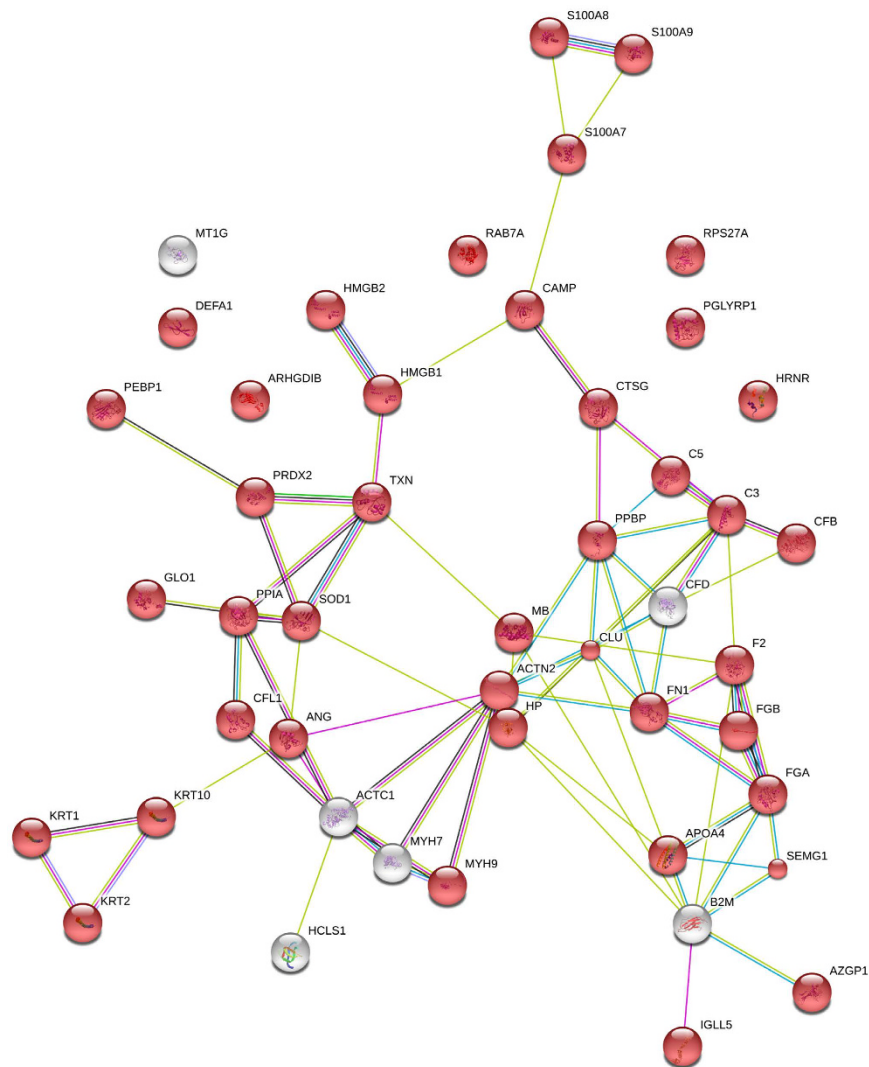 S100A8
S100A9
S100A7
MT1G
RAB7A
RPS27A
HMGB2
CAMP
DEFA1
PGLYRP1
ARHGDIB
HMGB1
CTSG
HRNR
PEBP1
C5
PRDX2
TXN
C3
PPBP
CFB
GLO1
PPIA
SOD1
CFD
MB
CLU
F2
ACTN2
CFL1
ANG
HP
FN1
FGB
FGA
KRT10
KRT1
ACTC1
MYH7
APOA4
SEMG1
MYH9
KRT2
B2M
HCLS1
AZGP1
IGLL5